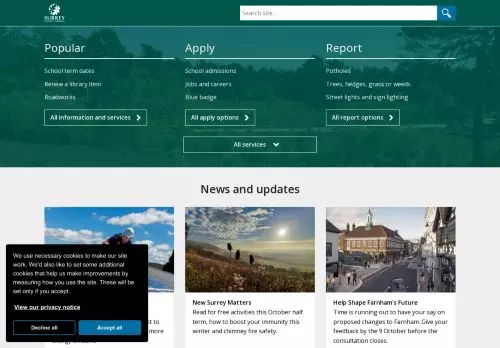 SURREY
Search site...
Popular
School term dates
Renew a library item
Roadworks
All information and services
Apply
School admissions
Jobs and careers
Blue badge
All apply options
Report
Potholes
Trees, hedges, grass or weeds
Street lights and sign lighting
All report options
All services
News and updates
We use necessary cookies to make our site
work. We'd also like to set some additional
cookies that help us make improvements by
measuring how you use the site. These will be
set only if you accept.
View our privacy notice
Decline all
Accept all
nt to
more
New Surrey Matters
Read for free activities this October half
term, how to boost your immunity this
winter and chimney fire safety.
Help Shape Farnham's Future
Time is running out to have your say on
proposed changes to Farnham. Give your
feedback by the 9 October before the
consultation closes.